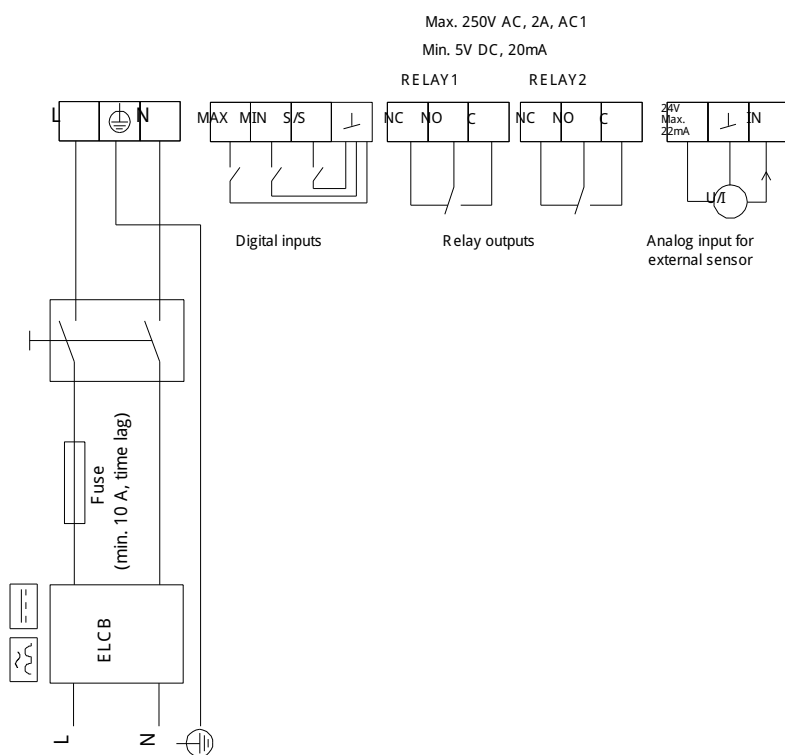 Max. 250V AC, 2A, AC1
Min. 5V DC, 20mA
RELAY1
RELAY2
L N
MAX MIN S/S
NC NO C
NC NO C
24V
Max.
22mA
IN
U/I
Digital inputs
Relay outputs
Analog input for
external sensor
Fuse
(min. 10 A, time lag)
ELCB
L
N